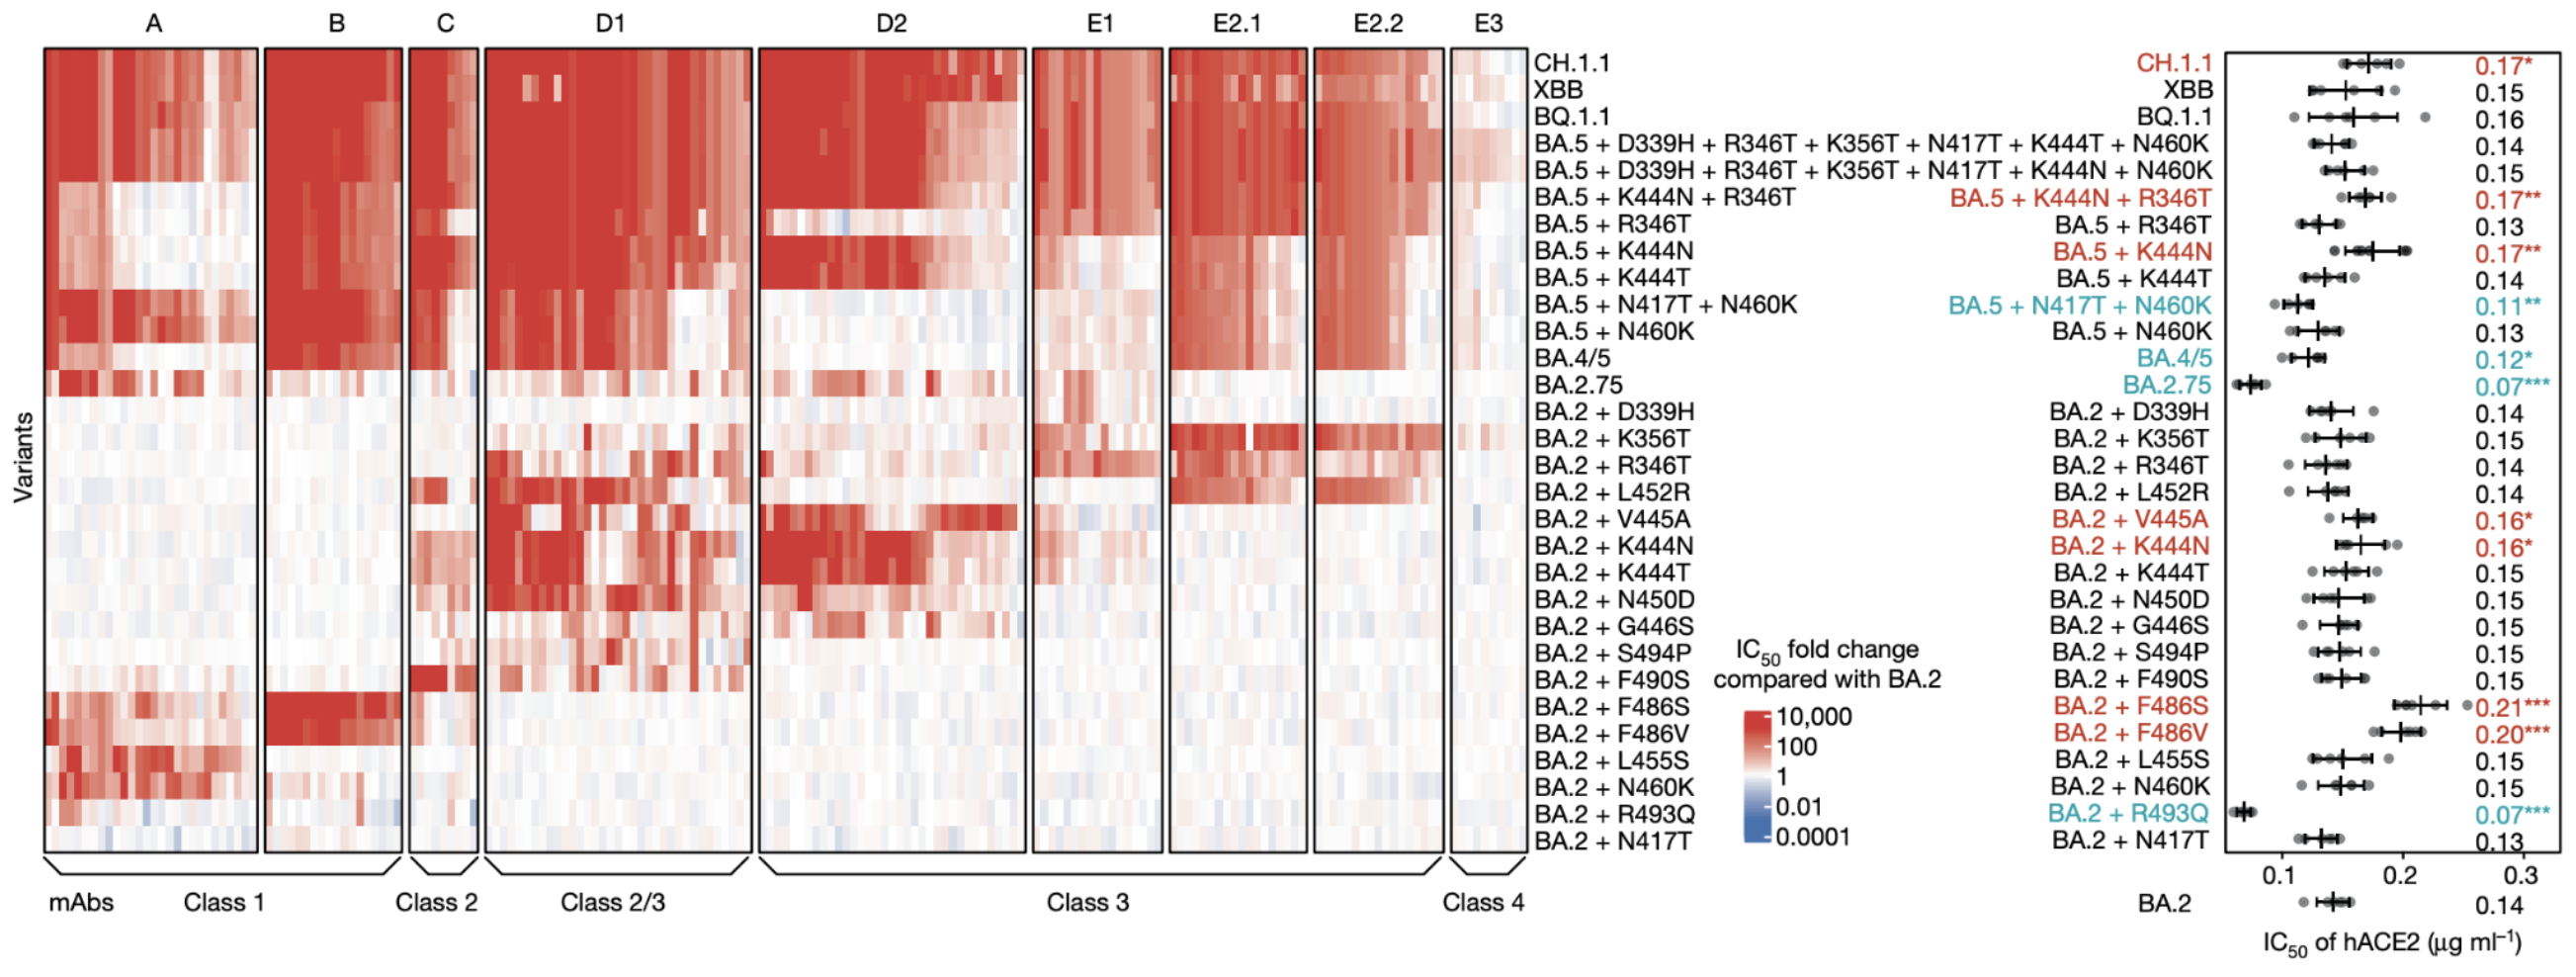 A B C D1 D2 E1 E2.1 E2.2 E3
Variants
CH.1.1
XBB
BQ.1.1
BA.5 + D339H + R346T + K356T + N417T + K444T + N460K
BA.5 + D339H + R346T + K356T + N417T + K444N + N460K
BA.5 + K444N + R346T
BA.5 + R346T
BA.5 + K444N
BA.5 + K444T
BA.5 + N417T + N460K
BA.5 + N460K
BA.4/5
BA.2.75
BA.2 + D339H
BA.2 + K356T
BA.2 + R346T
BA.2 + L452R
BA.2 + V445A
BA.2 + K444N
BA.2 + K444T
BA.2 + N450D
BA.2 + G446S
BA.2 + S494P
BA.2 + F490S
BA.2 + F486S
BA.2 + F486V
BA.2 + L455S
BA.2 + N460K
BA.2 + R493Q
BA.2 + N417T
mAbs Class 1 Class 2 Class 2/3 Class 3 Class 4
IC50 fold change
compared with BA.2
10,000
100
1
0.01
0.0001
CH.1.1 0.17*
XBB 0.15
BQ.1.1 0.16
0.14
0.15
BA.5 + K444N + R346T 0.17**
BA.5 + R346T 0.13
BA.5 + K444N 0.17**
BA.5 + K444T 0.14
BA.5 + N417T + N460K 0.11**
BA.5 + N460K 0.13
BA.4/5 0.12*
BA.2.75 0.07***
BA.2 + D339H 0.14
BA.2 + K356T 0.15
BA.2 + R346T 0.14
BA.2 + L452R 0.14
BA.2 + V445A 0.16*
BA.2 + K444N 0.16*
BA.2 + K444T 0.15
BA.2 + N450D 0.15
BA.2 + G446S 0.15
BA.2 + S494P 0.15
BA.2 + F490S 0.15
BA.2 + F486S 0.21***
BA.2 + F486V 0.20***
BA.2 + L455S 0.15
BA.2 + N460K 0.15
BA.2 + R493Q 0.07***
BA.2 + N417T 0.13
0.1 0.2 0.3
BA.2 0.14
IC50 of hACE2 (μg ml−1)